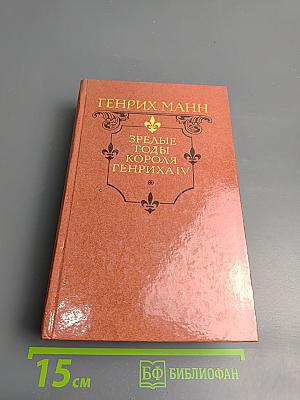 ГЕНРИХ МАНН
ЗРЕЛЫЕ
ГОДЫ
КОРОЛЯ
ГЕНРИХА IV
15 см
БФ БИБЛИОФАН